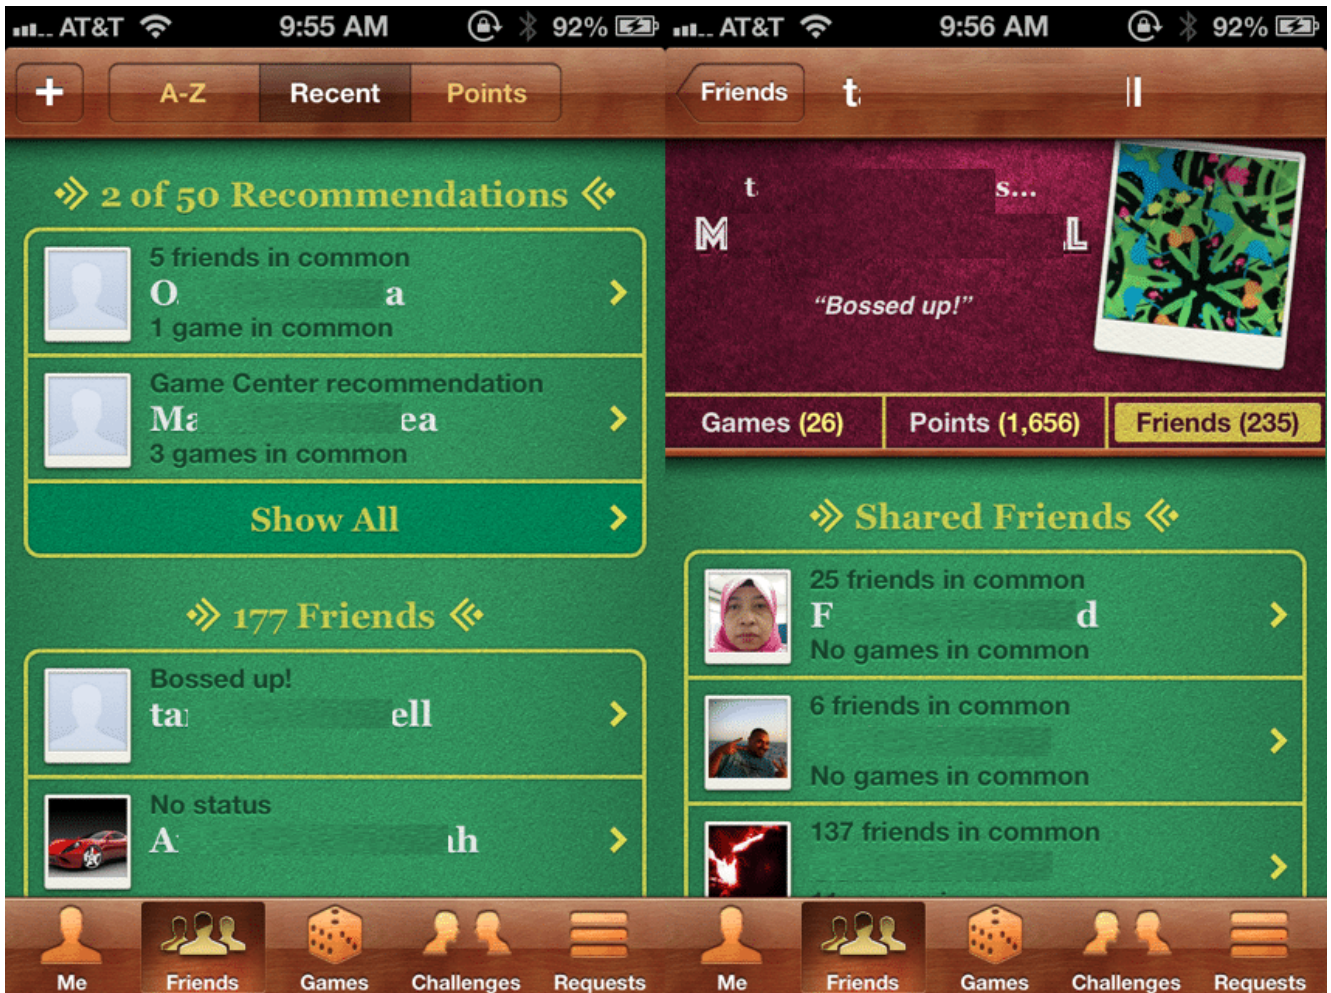 AT&T 9:55 AM 92%
+ A-Z Recent Points
2 of 50 Recommendations
5 friends in common
O a
1 game in common
Game Center recommendation
Ma ea
3 games in common
Show All
177 Friends
Bossed up!
ta ell
No status
A h
Me Friends Games Challenges Requests
AT&T 9:56 AM 92%
Friends t l
t s...
M L
“Bossed up!”
Games (26) Points (1,656) Friends (235)
Shared Friends
25 friends in common
F d
No games in common
6 friends in common
No games in common
137 friends in common
Me Friends Games Challenges Requests